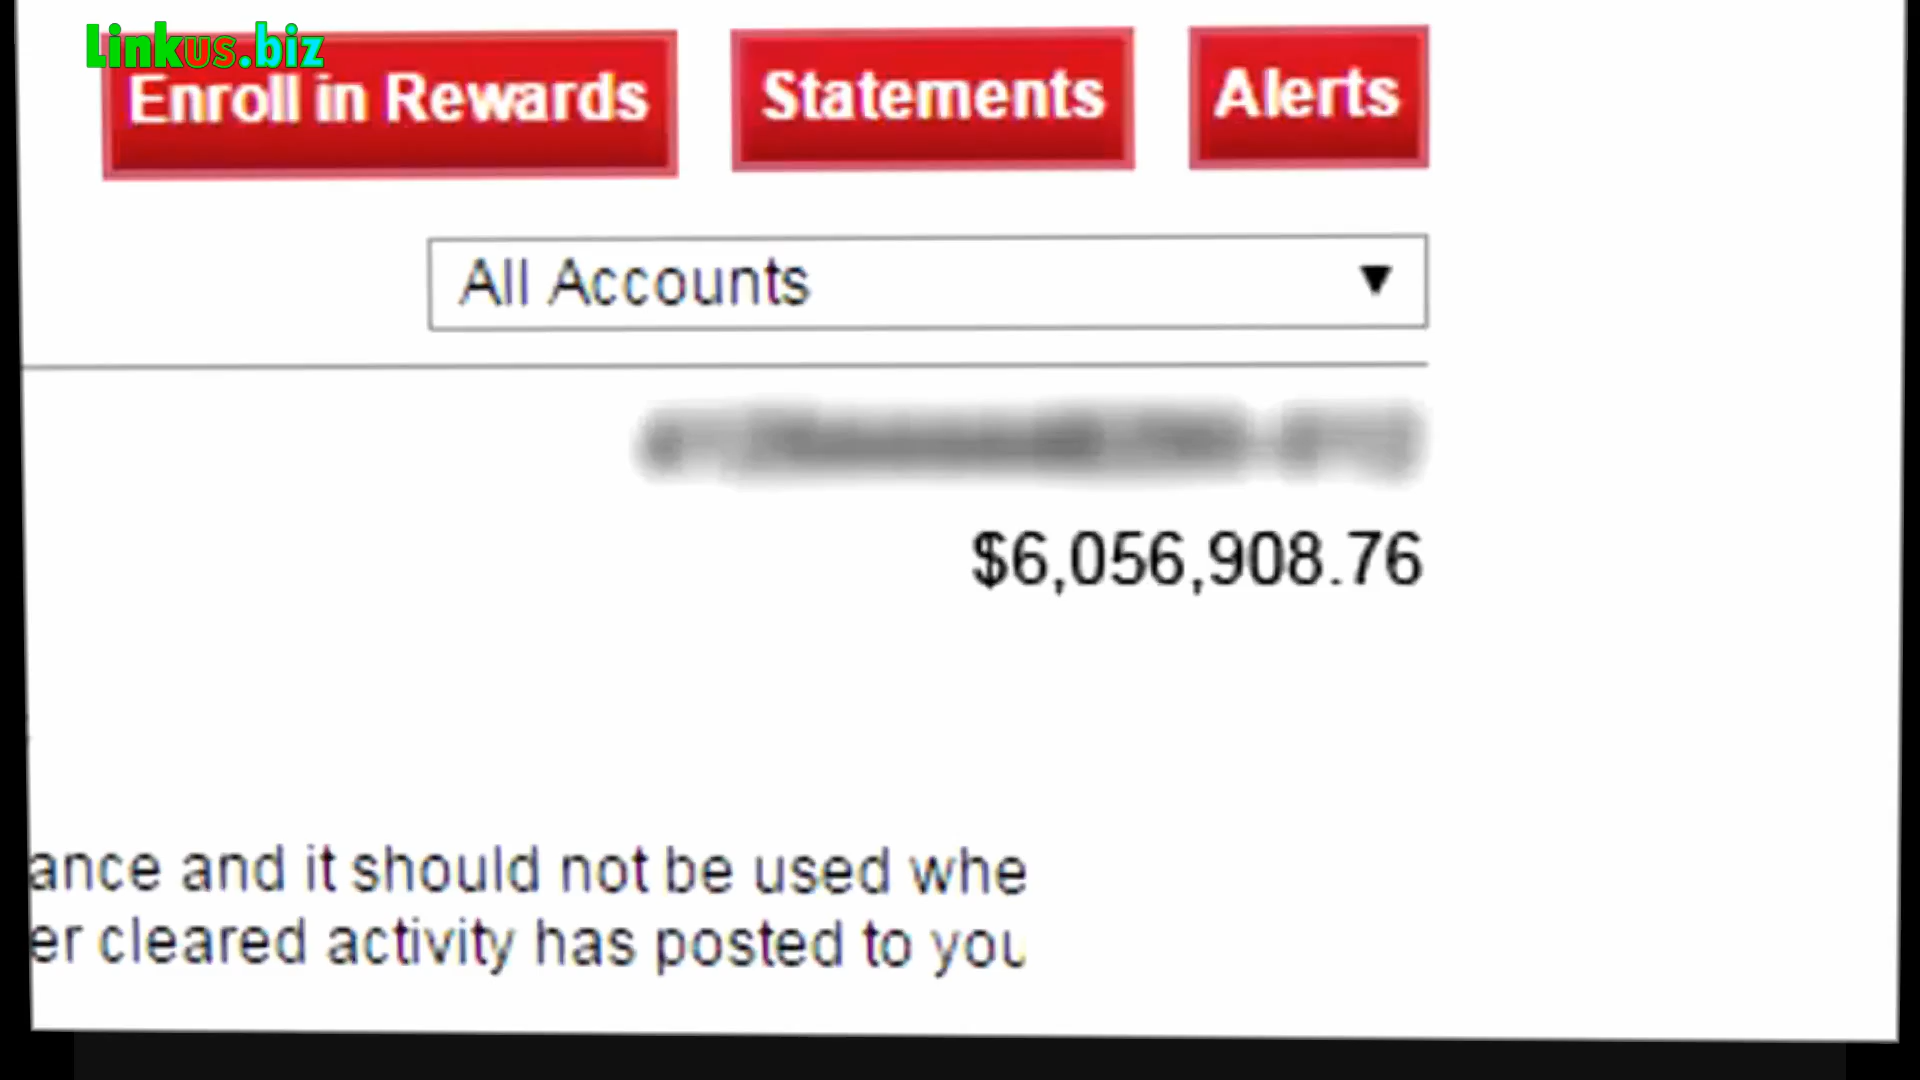 Linkus.biz
Enroll in Rewards
Statements
Alerts
All Accounts
$6,056,908.76
ance and it should not be used whe
er cleared activity has posted to you